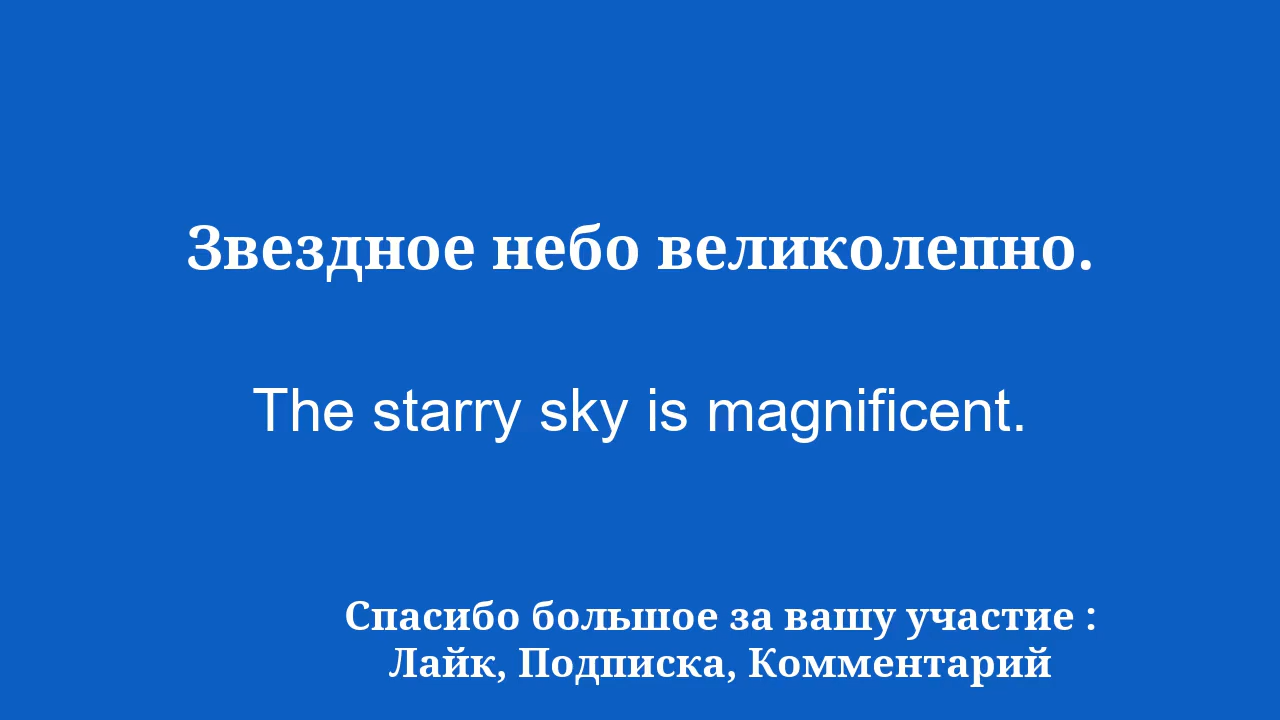 Звездное небо великолепно.
The starry sky is magnificent.
Спасибо большое за вашу участие :
Лайк, Подписка, Комментарий